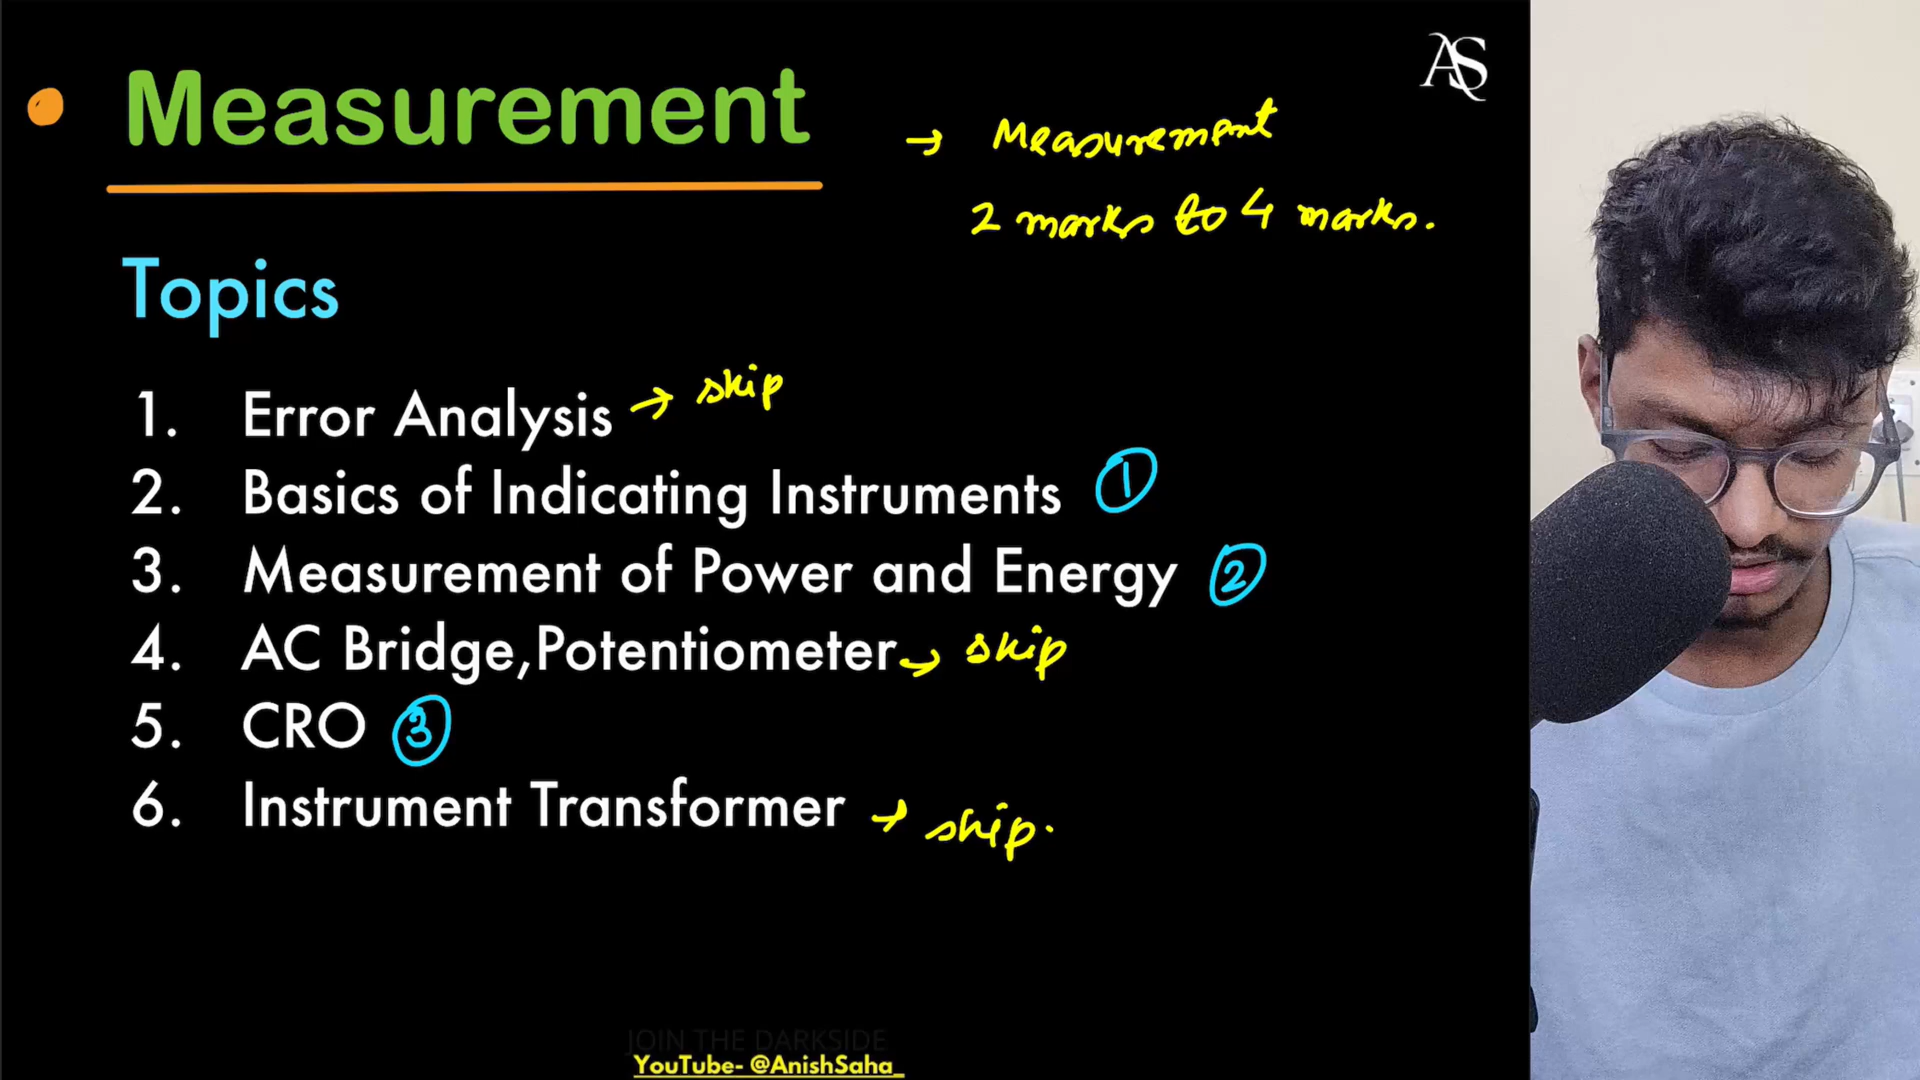 AS
Measurement
→ Measurement
2 marks to 4 marks.
Topics
1. Error Analysis → skip
2. Basics of Indicating Instruments ①
3. Measurement of Power and Energy ②
4. AC Bridge,Potentiometer → skip
5. CRO ③
6. Instrument Transformer → skip.
JOIN THE DARKSIDE
YouTube- @AnishSaha_